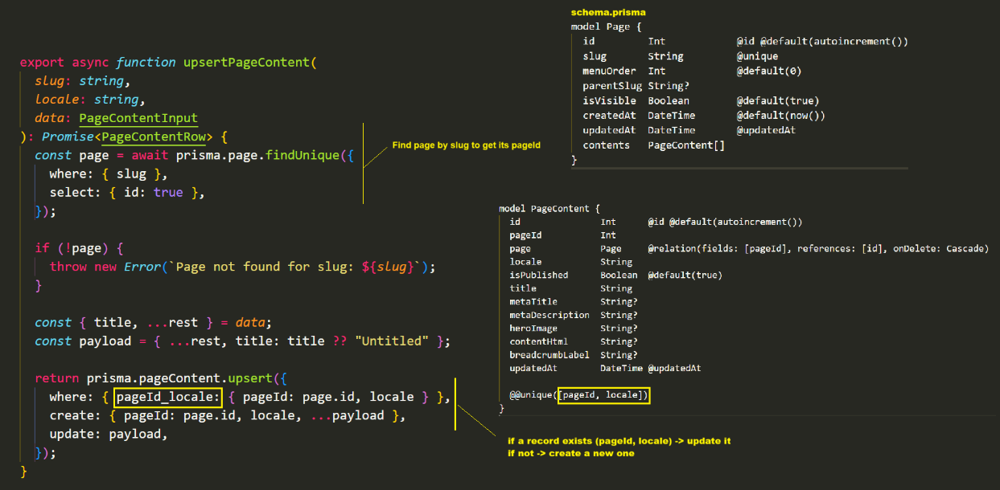 export async function upsertPageContent(
slug: string,
locale: string,
data: PageContentInput
): Promise<PageContentRow> {
const page = await prisma.page.findUnique({
where: { slug },
select: { id: true },
});
if (!page) {
throw new Error(`Page not found for slug: ${slug}`);
}
const { title, ...rest } = data;
const payload = { ...rest, title: title ?? "Untitled" };
return prisma.pageContent.upsert({
where: { pageId_locale: { pageId: page.id, locale } },
create: { pageId: page.id, locale, ...payload },
update: payload,
});
}
Find page by slug to get its pageId
schema.prisma
model Page {
id Int @id @default(autoincrement())
slug String @unique
menuOrder Int @default(0)
parentSlug String?
isVisible Boolean @default(true)
createdAt DateTime @default(now())
updatedAt DateTime @updatedAt
contents PageContent[]
}
model PageContent {
id Int @id @default(autoincrement())
pageId Int
page Page @relation(fields: [pageId], references: [id], onDelete: Cascade)
locale String
isPublished Boolean @default(true)
title String
metaTitle String?
metaDescription String?
heroImage String?
contentHtml String?
breadcrumbLabel String?
updatedAt DateTime @updatedAt
@@unique([pageId, locale])
}
if a record exists (pageId, locale) -> update it
if not -> create a new one